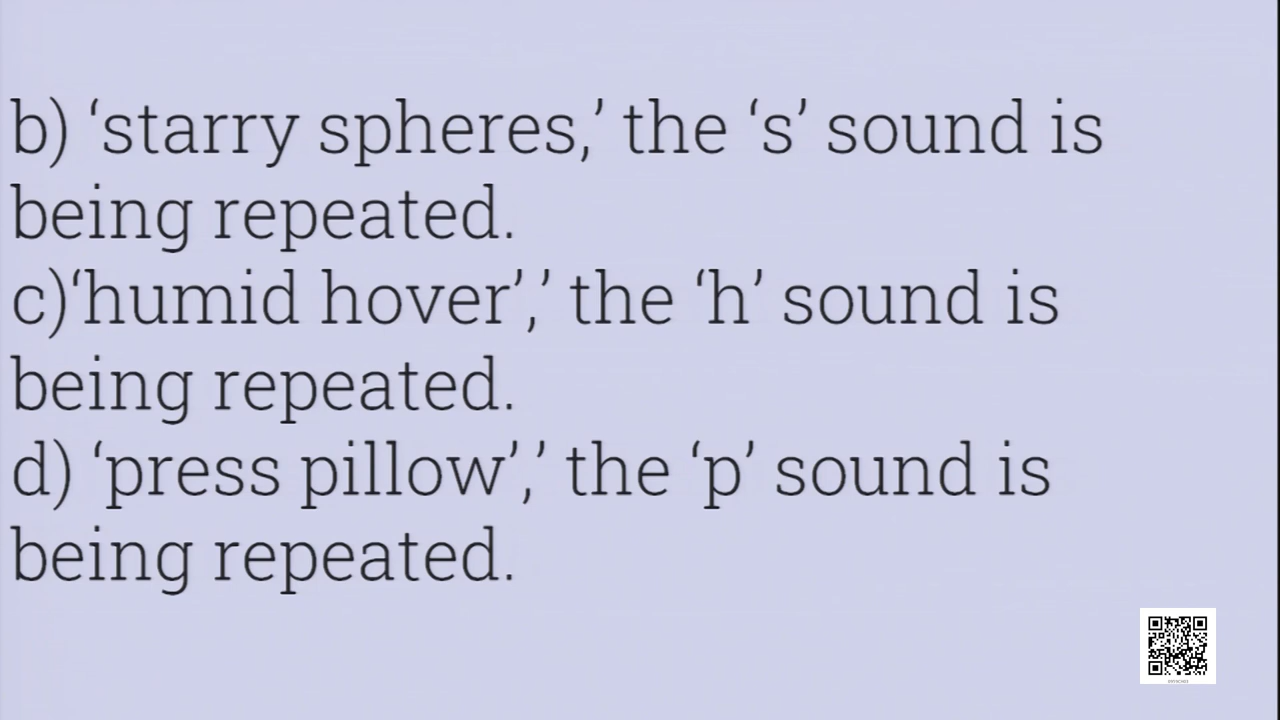 b) ‘starry spheres,’ the ‘s’ sound is
being repeated.
c)‘humid hover’,’ the ‘h’ sound is
being repeated.
d) ‘press pillow’,’ the ‘p’ sound is
being repeated.